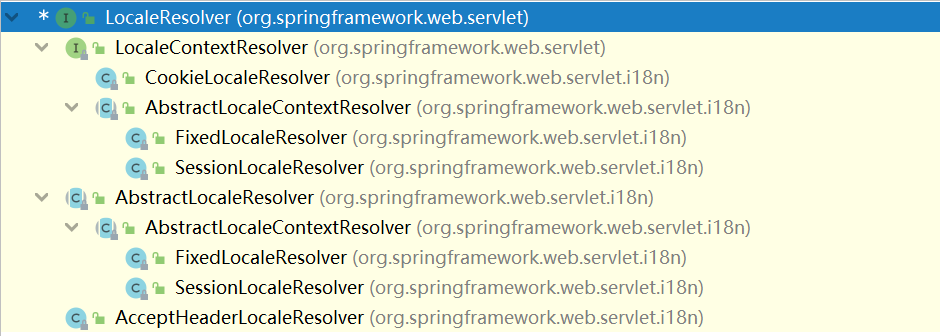 * I LocaleResolver (org.springframework.web.servlet)
I LocaleContextResolver (org.springframework.web.servlet)
C CookieLocaleResolver (org.springframework.web.servlet.i18n)
C AbstractLocaleContextResolver (org.springframework.web.servlet.i18n)
C FixedLocaleResolver (org.springframework.web.servlet.i18n)
C SessionLocaleResolver (org.springframework.web.servlet.i18n)
C AbstractLocaleResolver (org.springframework.web.servlet.i18n)
C AbstractLocaleContextResolver (org.springframework.web.servlet.i18n)
C FixedLocaleResolver (org.springframework.web.servlet.i18n)
C SessionLocaleResolver (org.springframework.web.servlet.i18n)
C AcceptHeaderLocaleResolver (org.springframework.web.servlet.i18n)